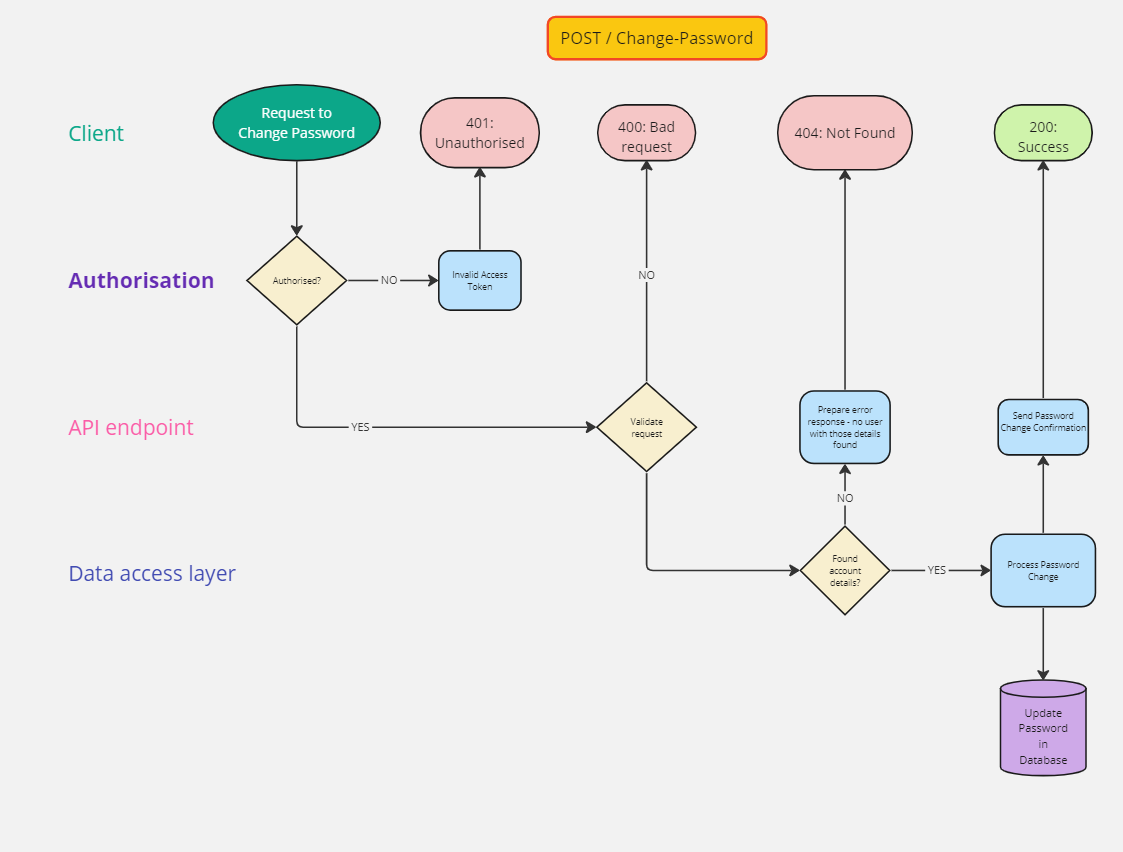 POST / Change-Password
Client
Request to
Change Password
401:
Unauthorised
400: Bad
request
404: Not Found
200:
Success
Authorisation
Authorised?
NO
Invalid Access
Token
NO
API endpoint
YES
Validate
request
Prepare error
response - no user
with those details
found
Send Password
Change Confirmation
NO
Data access layer
Found
account
details?
YES
Process Password
Change
Update
Password
in
Database